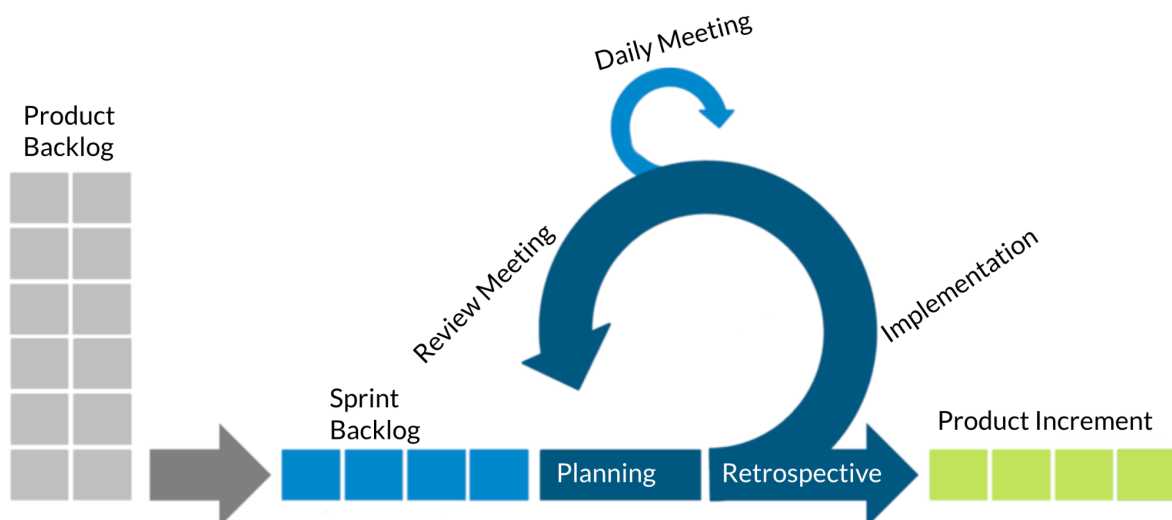 Daily Meeting
Product
Backlog
Review Meeting
Implementation
Sprint
Backlog
Product Increment
Planning
Retrospective